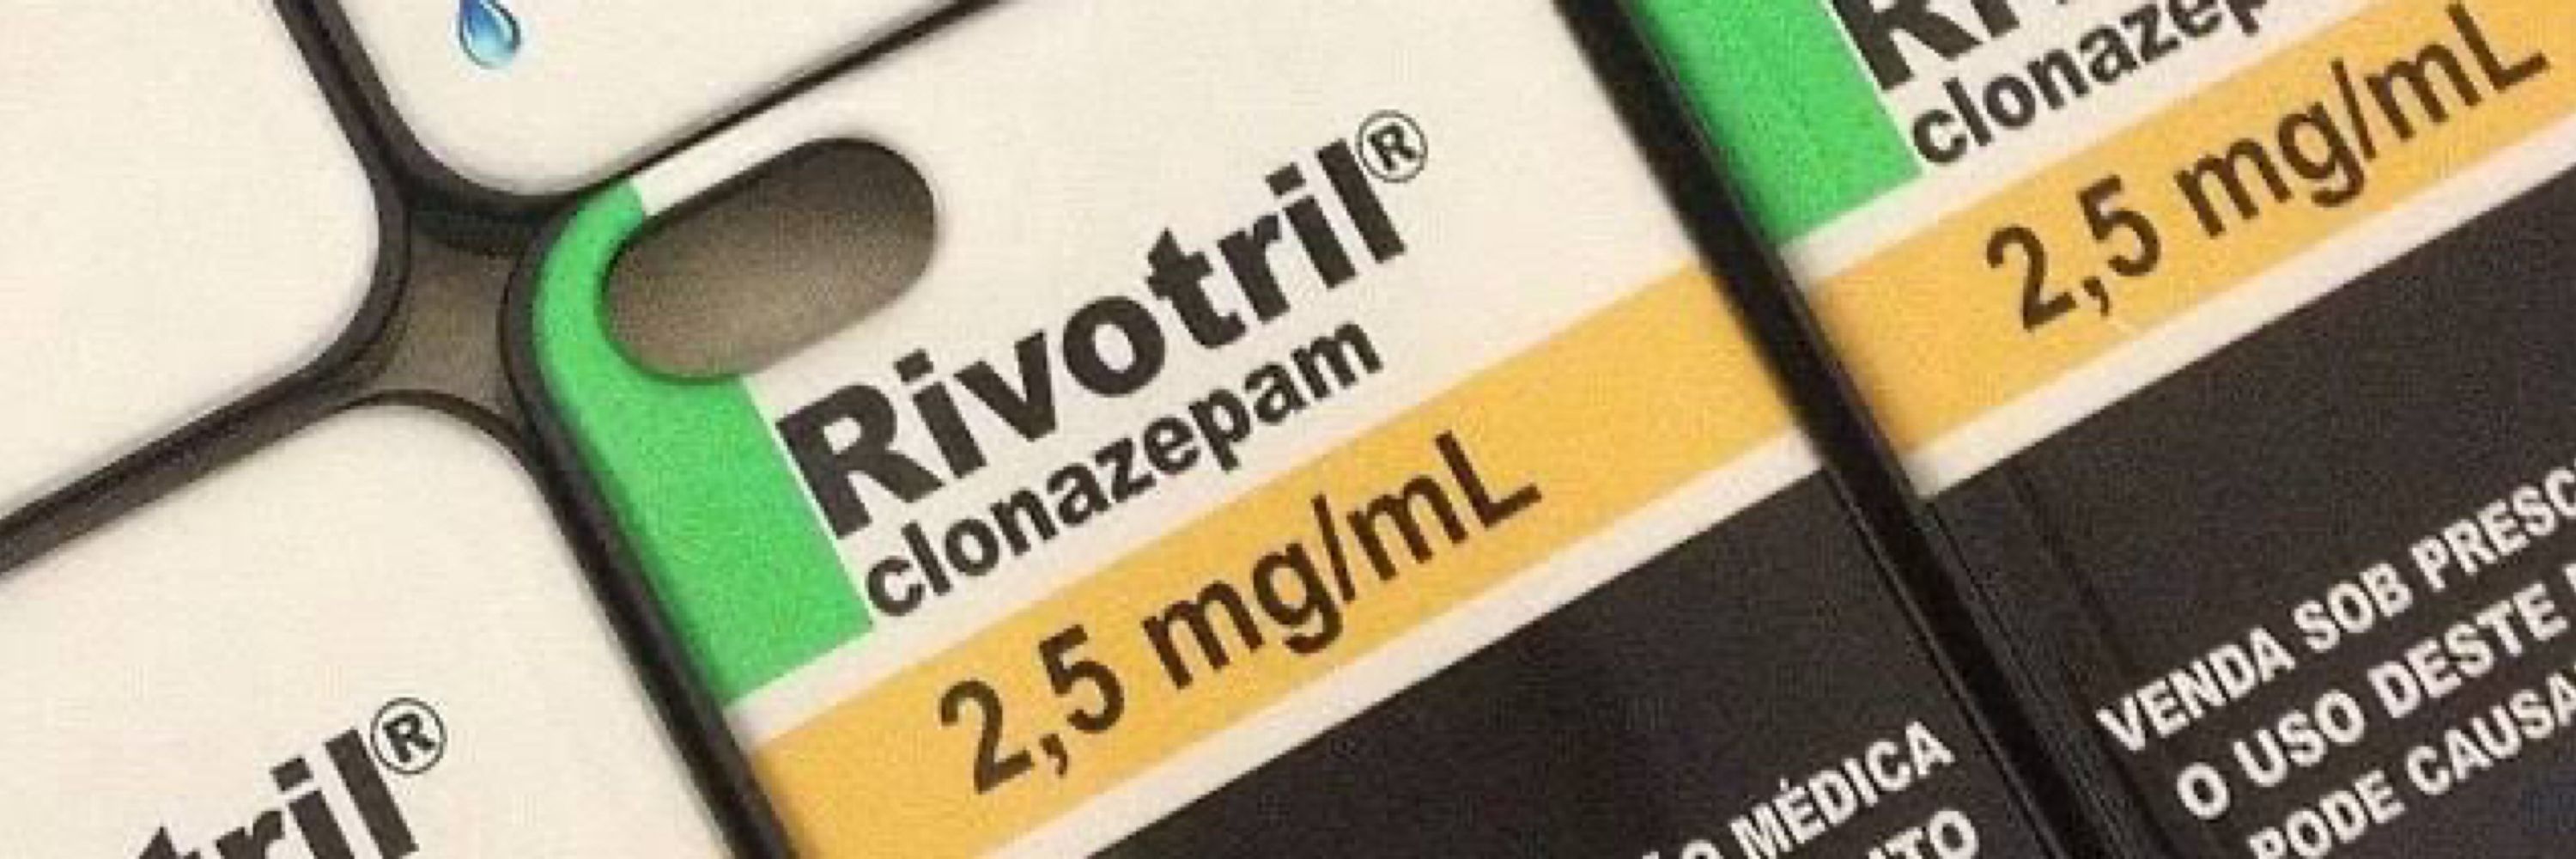 Rivotril®
clonazepam
2,5 mg/mL
MÉDICA
clonazep
2,5 mg/mL
VENDA SOB PRESC
O USO DESTE
PODE CAUSA
tril®